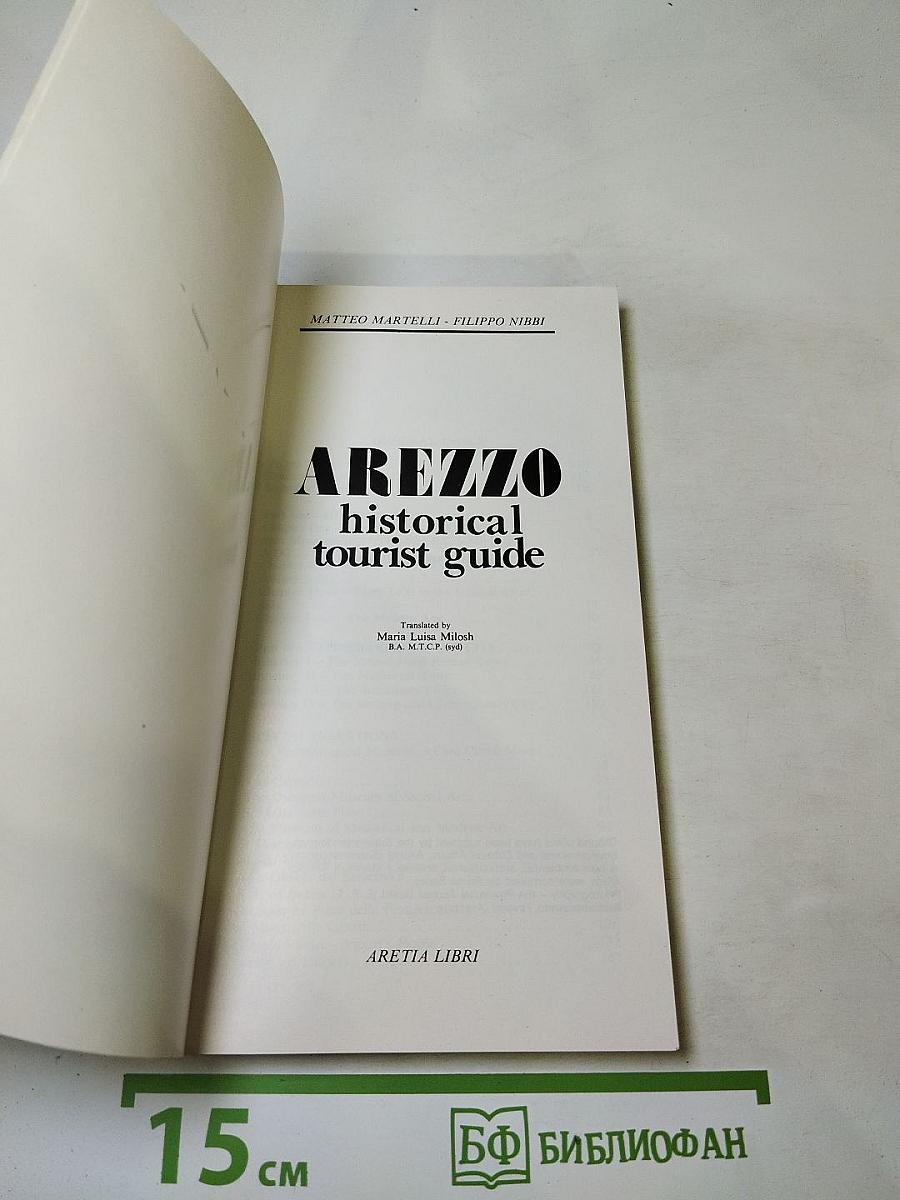 MATTEO MARTELLI - FILIPPO NIBBI
AREZZO
historical
tourist guide
Translated by
Maria Luisa Milosh
B.A. M.T.C.P. (syd)
ARETIA LIBRI
15 см
БФ БИБЛИОФАН